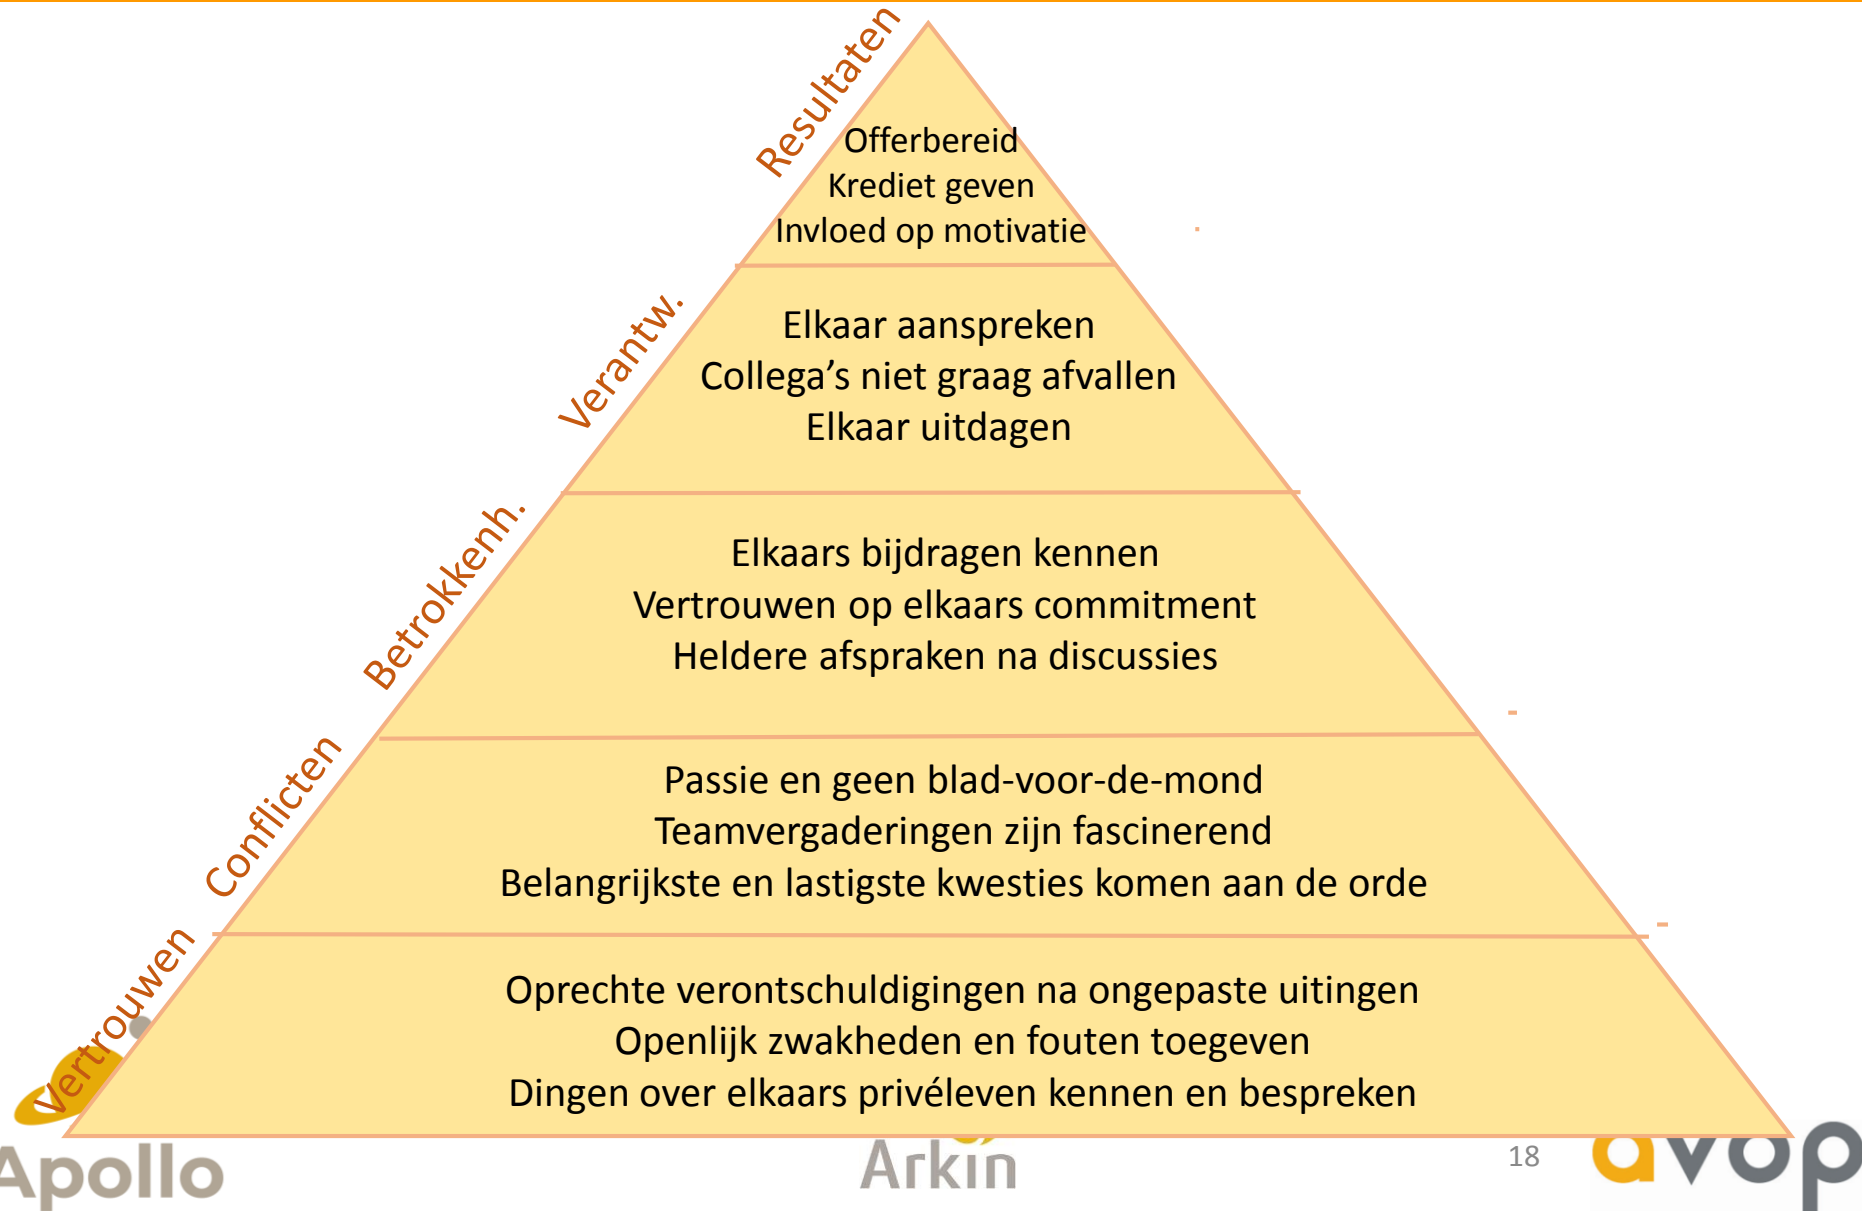 Resultaten
Offerbereid
Krediet geven
Invloed op motivatie
Verantw.
Elkaar aanspreken
Collega’s niet graag afvallen
Elkaar uitdagen
Betrokkenh.
Elkaars bijdragen kennen
Vertrouwen op elkaars commitment
Heldere afspraken na discussies
Conflicten
Passie en geen blad-voor-de-mond
Teamvergaderingen zijn fascinerend
Belangrijkste en lastigste kwesties komen aan de orde
Vertrouwen
Oprechte verontschuldigingen na ongepaste uitingen
Openlijk zwakheden en fouten toegeven
Dingen over elkaars privéleven kennen en bespreken
Apollo
Arkin
18
avop